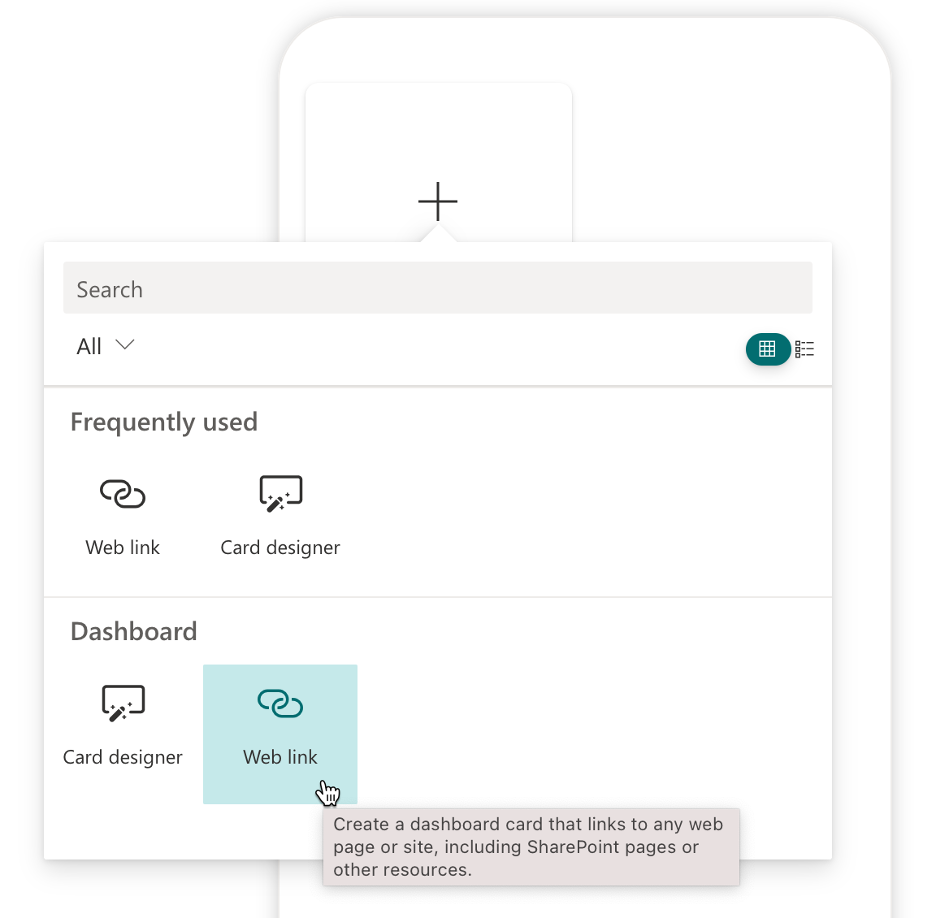 Search
All
Frequently used
Web link
Card designer
Dashboard
Card designer
Web link
Create a dashboard card that links to any web
page or site, including SharePoint pages or
other resources.